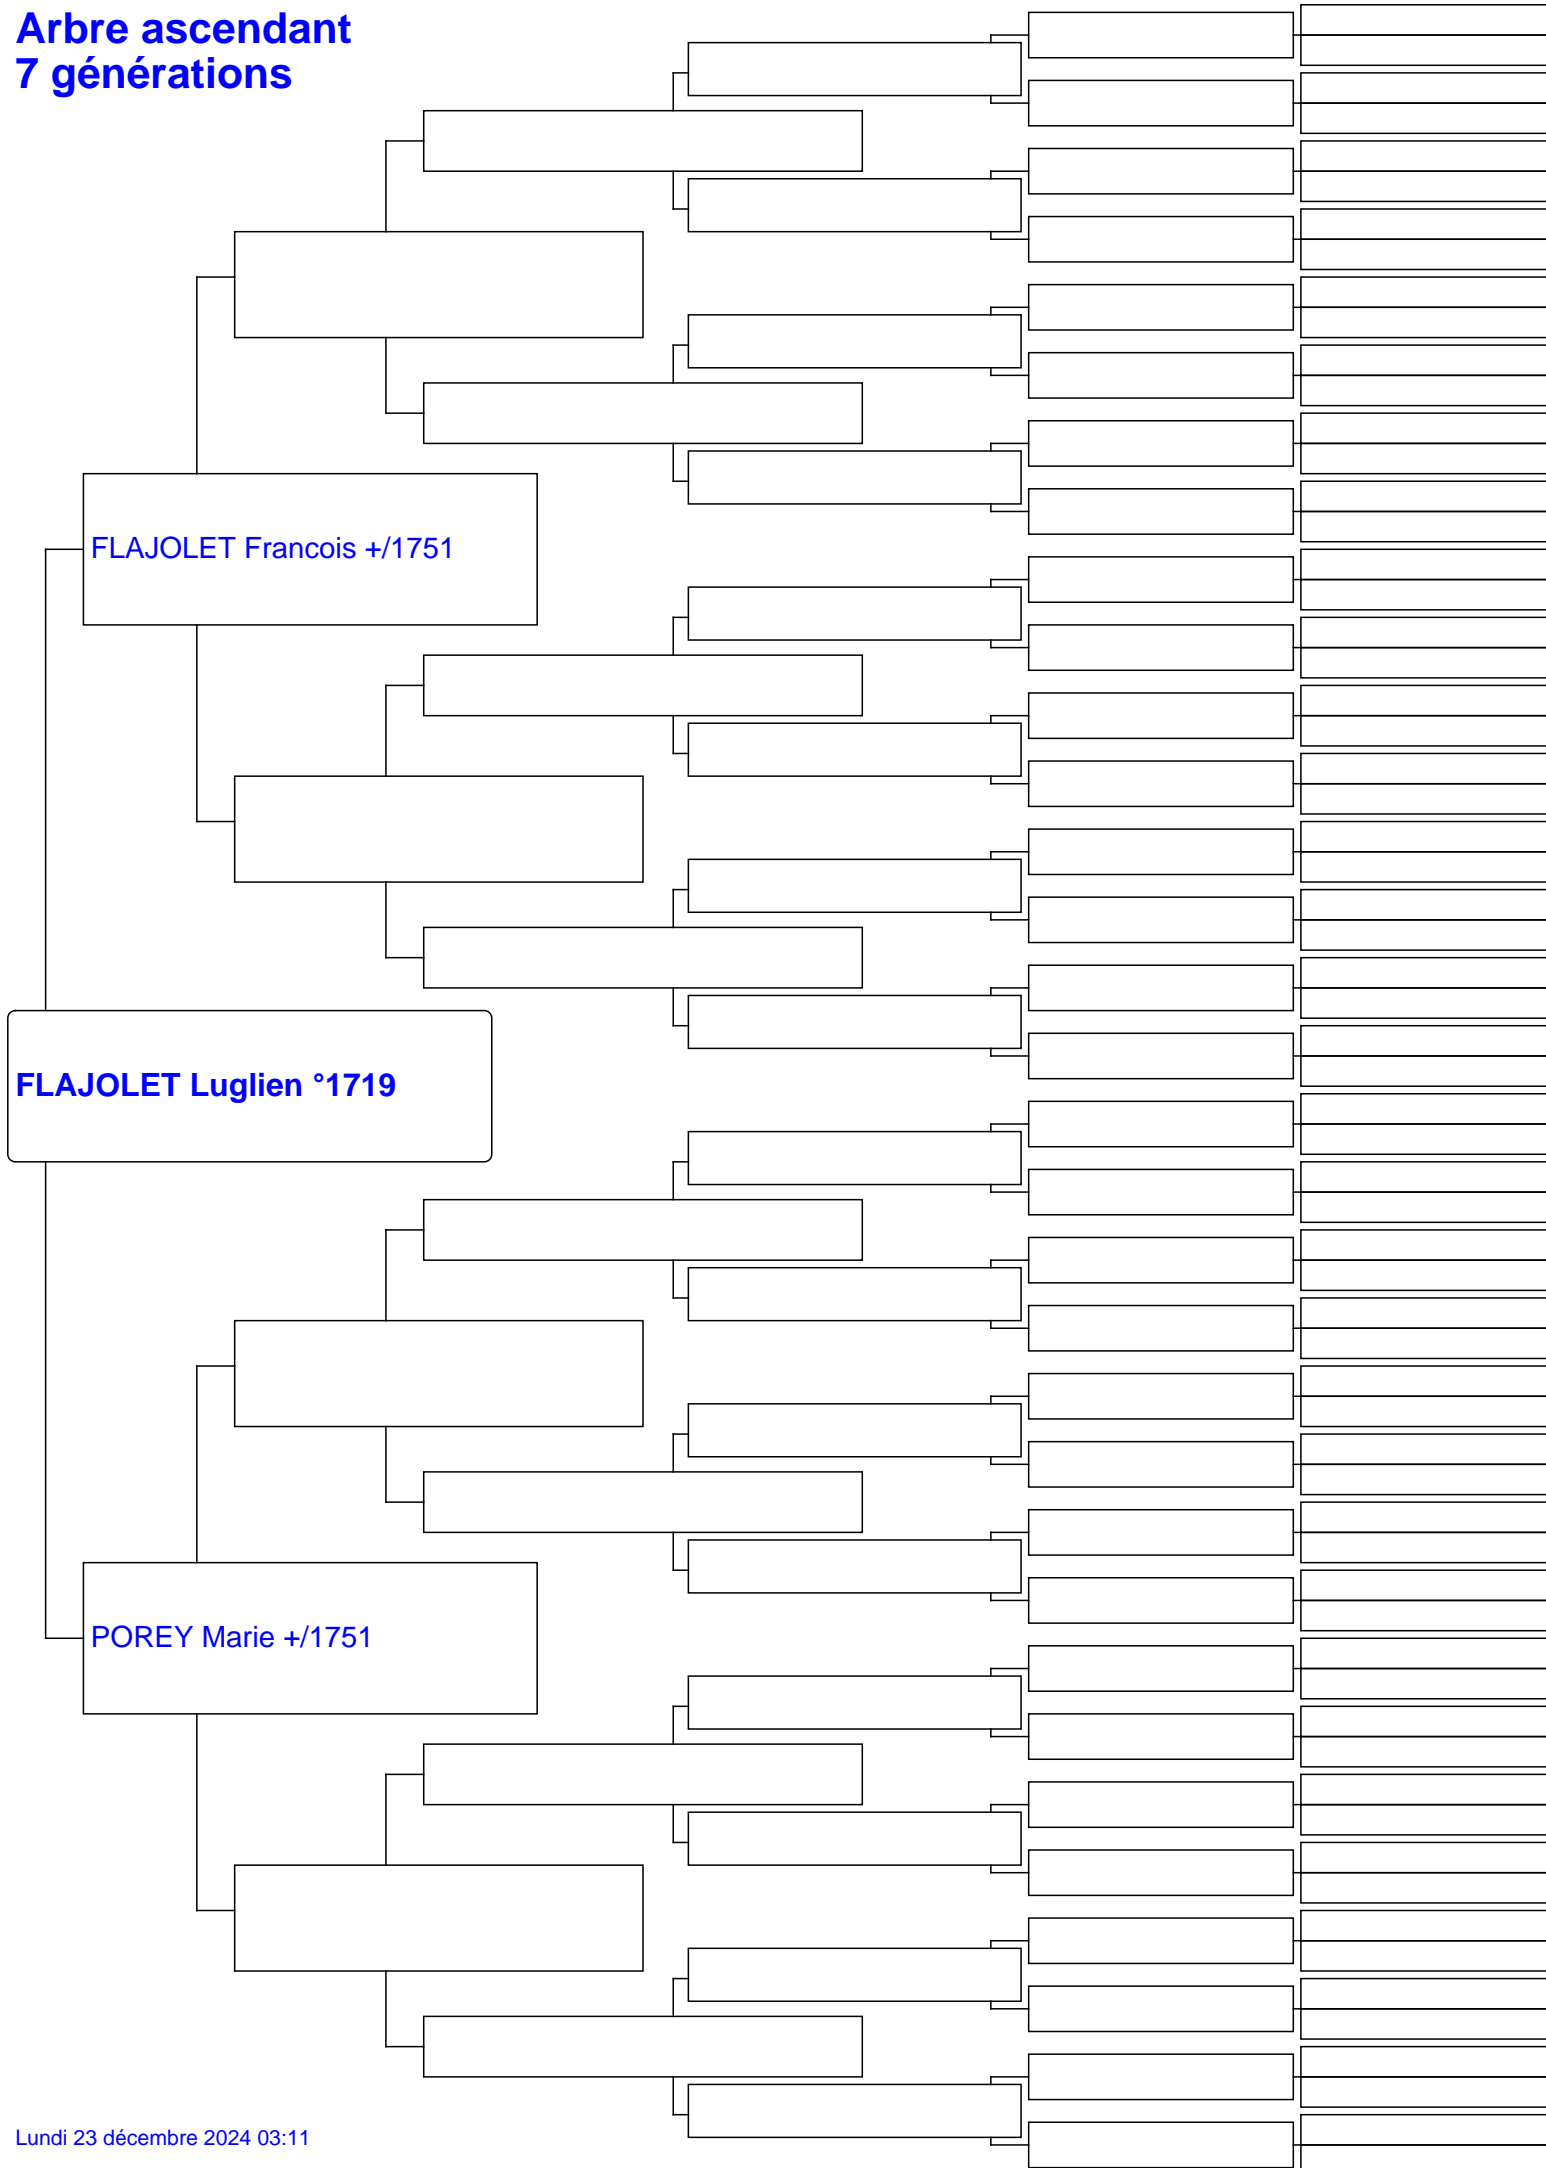 Arbre ascendant
7 générations
FLAJOLET Francois +/1751
FLAJOLET Luglien °1719
POREY Marie +/1751
Lundi 23 décembre 2024 03:11